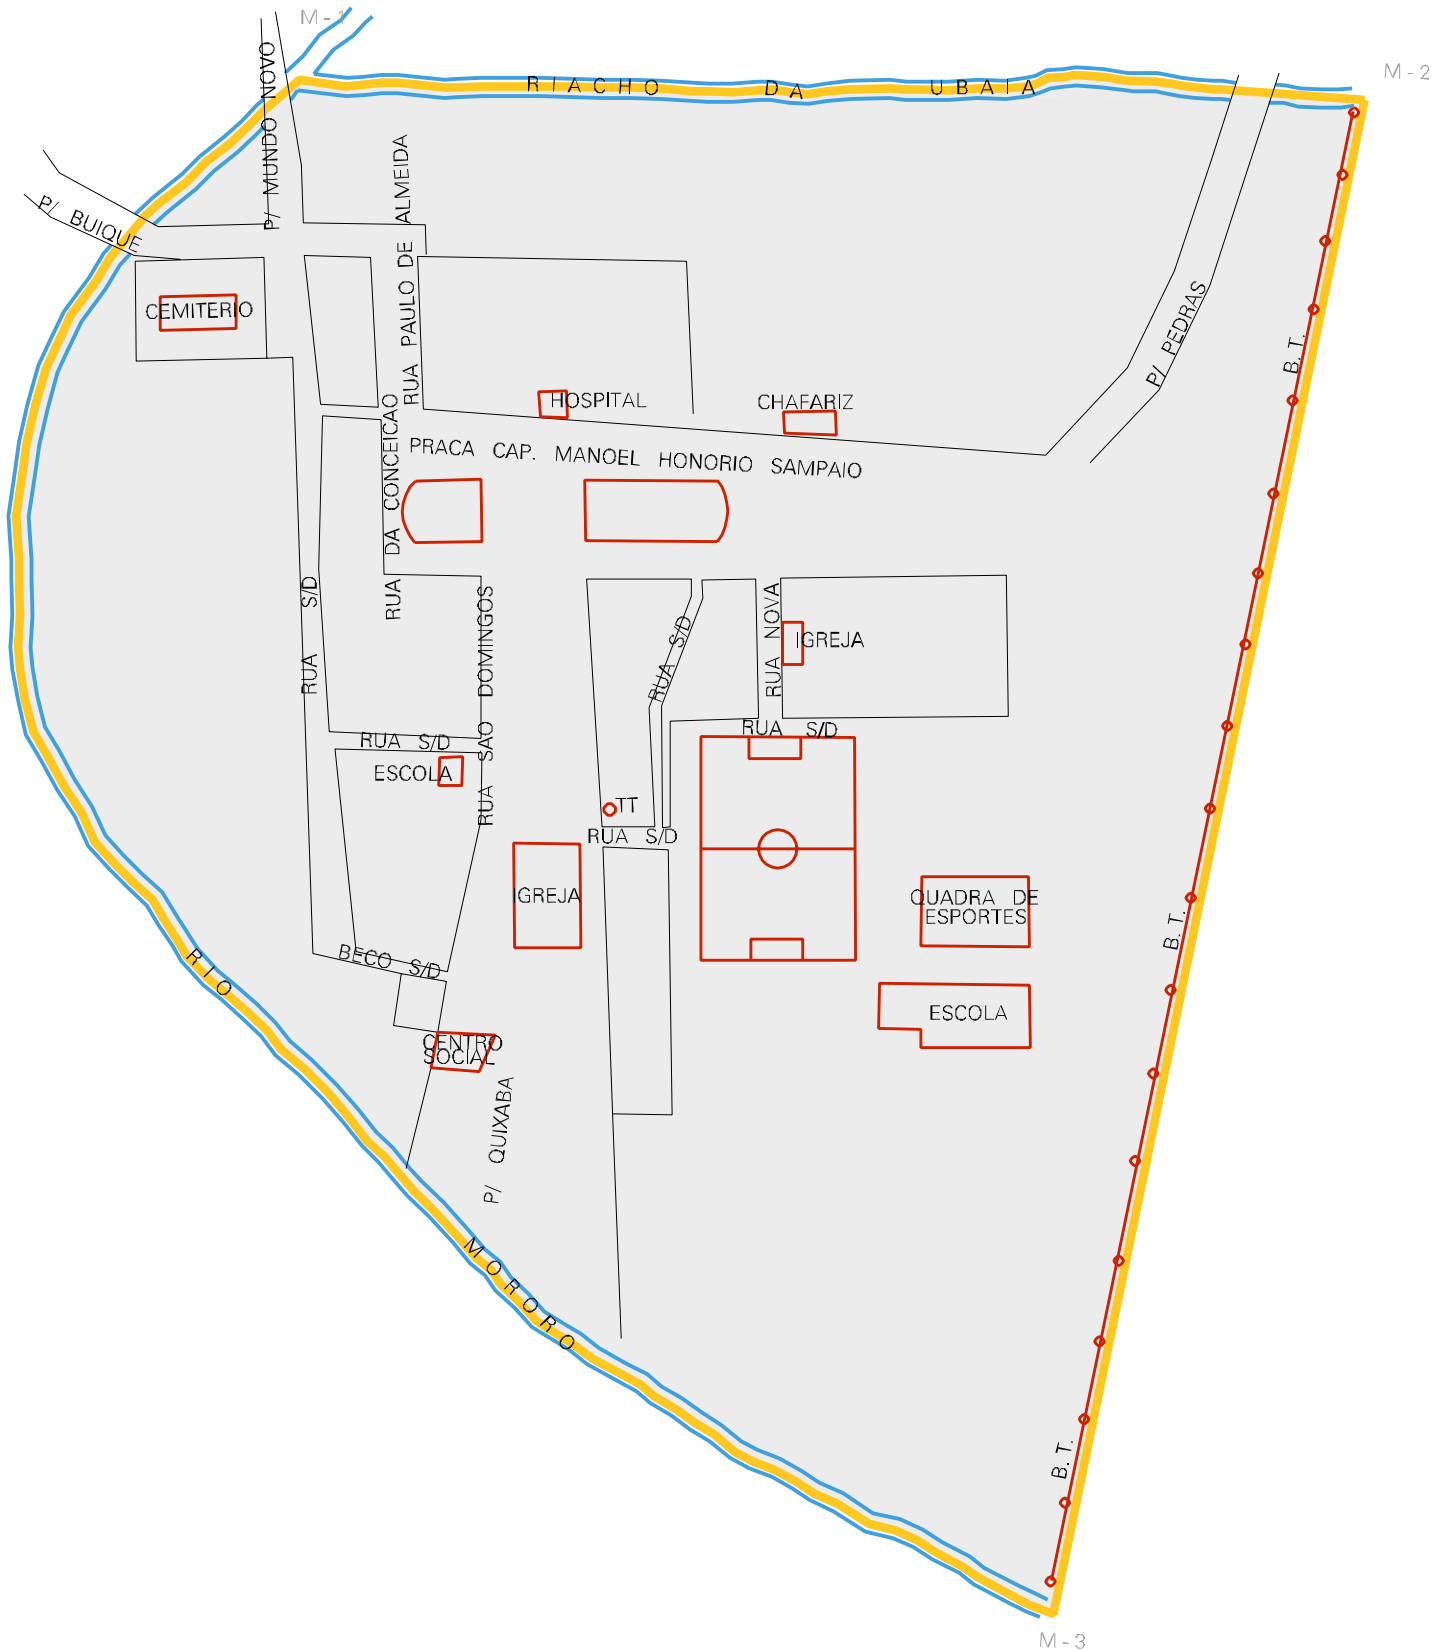 M - 1
M - 2
RIACHO DA UBAIA
P/ MUNDO NOVO
P/ BUIQUE
RUA PAULO DE ALMEIDA
CEMITERIO
P/ PEDRAS
B. T.
HOSPITAL
CHAFARIZ
PRACA CAP. MANOEL HONORIO SAMPAIO
RUA DA CONCEICAO
RUA S/D
RUA SAO DOMINGOS
RUA S/D
RUA NOVA
IGREJA
RUA S/D
RUA S/D
ESCOLA
TT
RUA S/D
IGREJA
QUADRA DE
ESPORTES
B. T.
BECO S/D
RIO MORORO
ESCOLA
CENTRO
SOCIAL
P/ QUIXABA
B. T.
M - 3